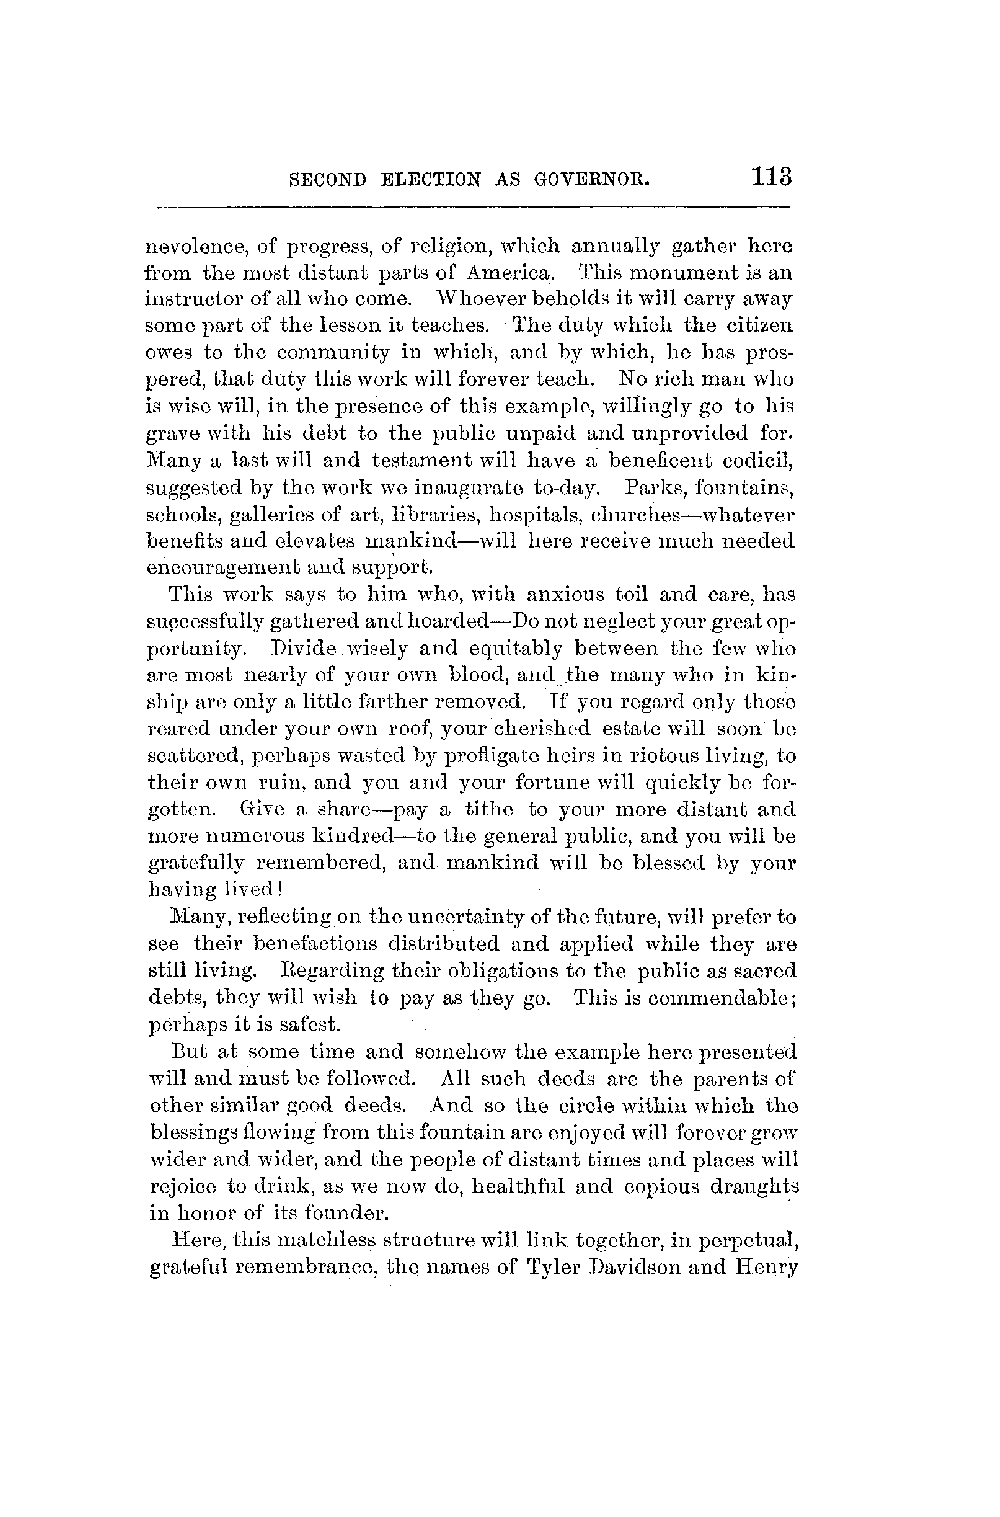 SECOND ELECTION AS GOVERNOR. 113
nevolence, of progress, of religion, which annually gather here
from the most distant parts of America. This monument is an
instructor of all who come. Whoever beholds it will carry away
some part of the lesson it teaches. The duty which the citizen
owes to the community in which, and by which, he has pros-
pered, that duty this work will forever teach. No rich man who
is wise will, in the presence of this example, willingly go to his
grave with his debt to the public unpaid and unprovided for.
Many a last will and testament will have a beneficent codicil,
suggested by the work we inaugurate to-day. Parks, fountains,
schools, galleries of art, libraries, hospitals, churches—whatever
benefits and elevates mankind—will here receive much needed
encouragement and support.
This work says to him who, with anxious toil and care, has
successfully gathered and hoarded—Do not neglect your great op-
portunity. Divide wisely and equitably between the few who
are most nearly of your own blood, and the many who in kin-
ship are only a little farther removed. If you regard only those
reared under your own roof, your cherished estate will soon be
scattered, perhaps wasted by profligate heirs in riotous living, to
their own ruin, and you and your fortune will quickly be for-
gotten. Give a share—pay a tithe to your more distant and
more numerous kindred—to the general public, and you will be
gratefully remembered, and mankind will be blessed by your
having lived!
Many, reflecting on the uncertainty of the future, will prefer to
see their benefactions distributed and applied while they are
still living. Regarding their obligations to the public as sacred
debts, they will wish to pay as they go. This is commendable;
perhaps it is safest.
But at some time and somehow the example here presented
will and must be followed. All such deeds are the parents of
other similar good deeds. And so the circle within which the
blessings flowing from this fountain are enjoyed will forever grow
wider and wider, and the people of distant times and places will
rejoice to drink, as we now do, healthful and copious draughts
in honor of its founder.
Here, this matchless structure will link together, in perpetual,
grateful remembrance, the names of Tyler Davidson and Henry